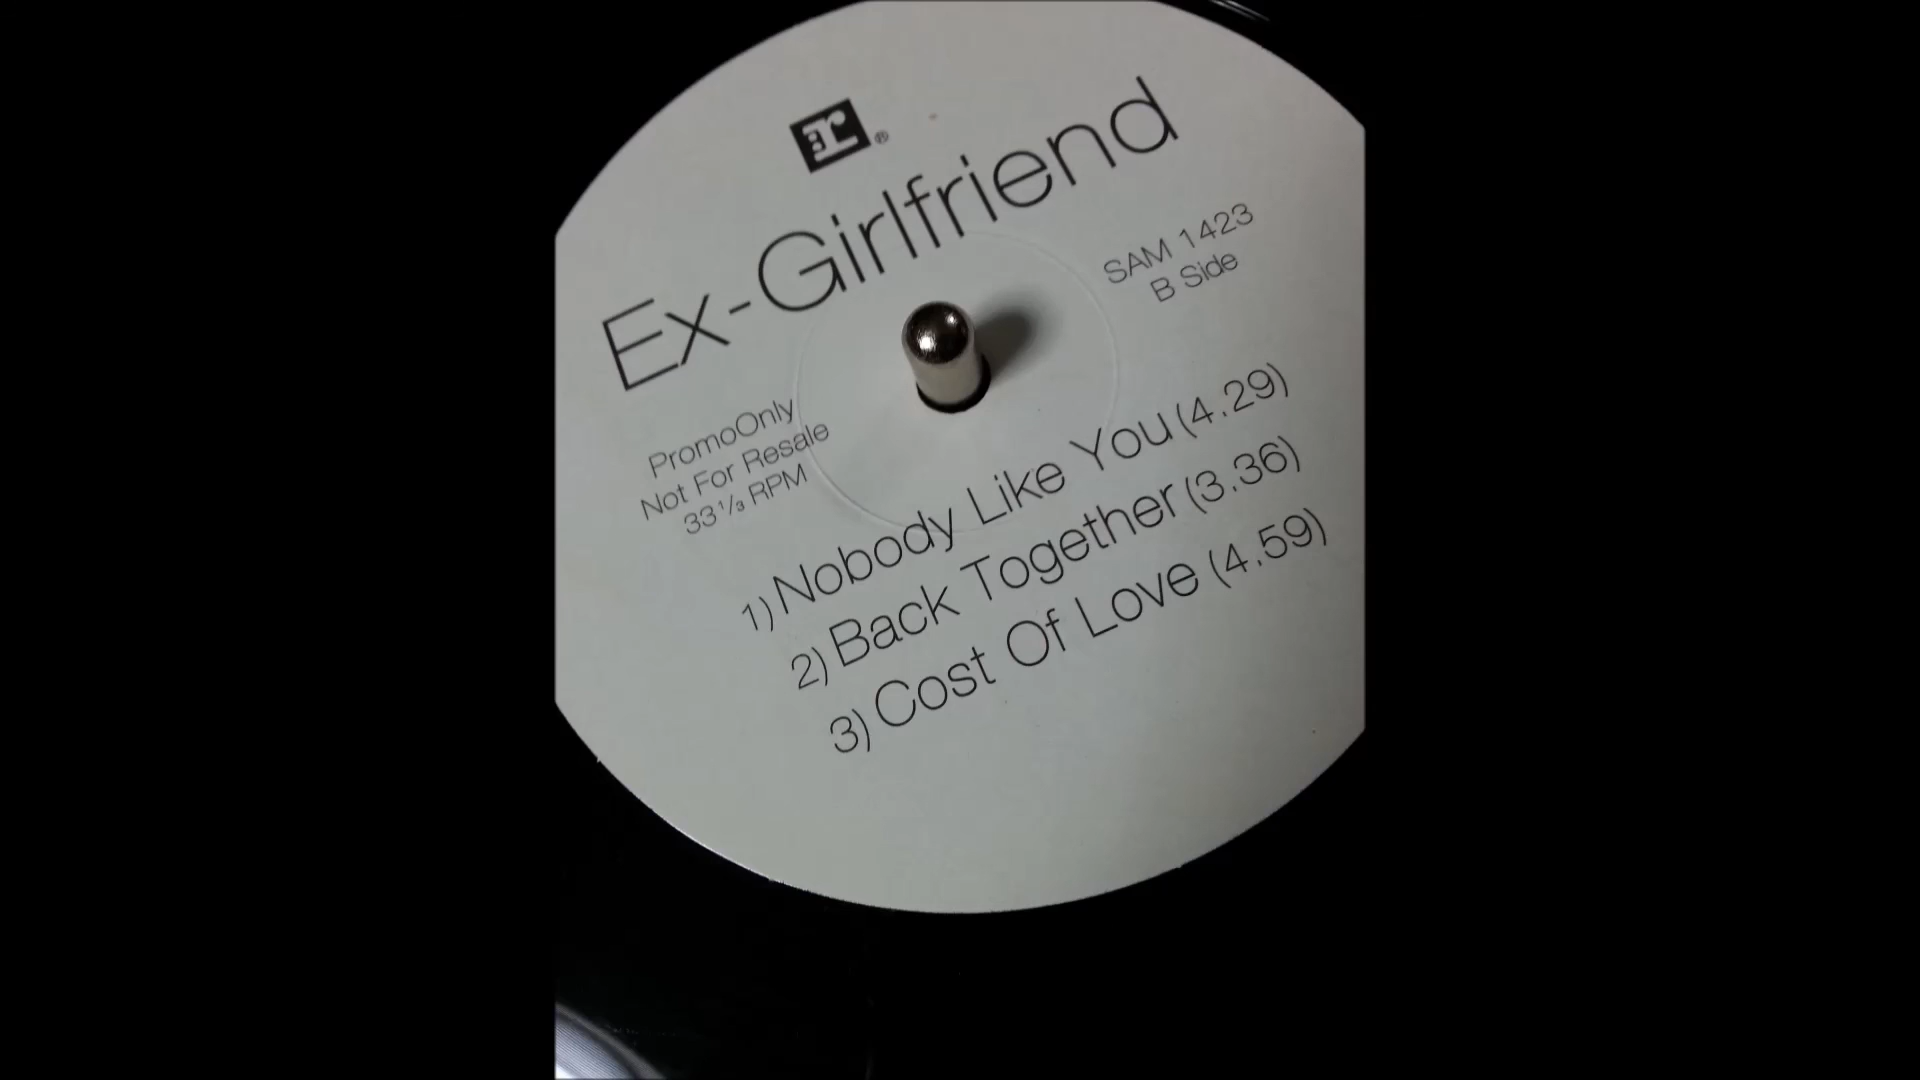 r®
Ex-Girlfriend
SAM 1423
B Side
PromoOnly
Not For Resale
33⅓ RPM
1) Nobody Like You (4.29)
2) Back Together (3.36)
3) Cost Of Love (4.59)